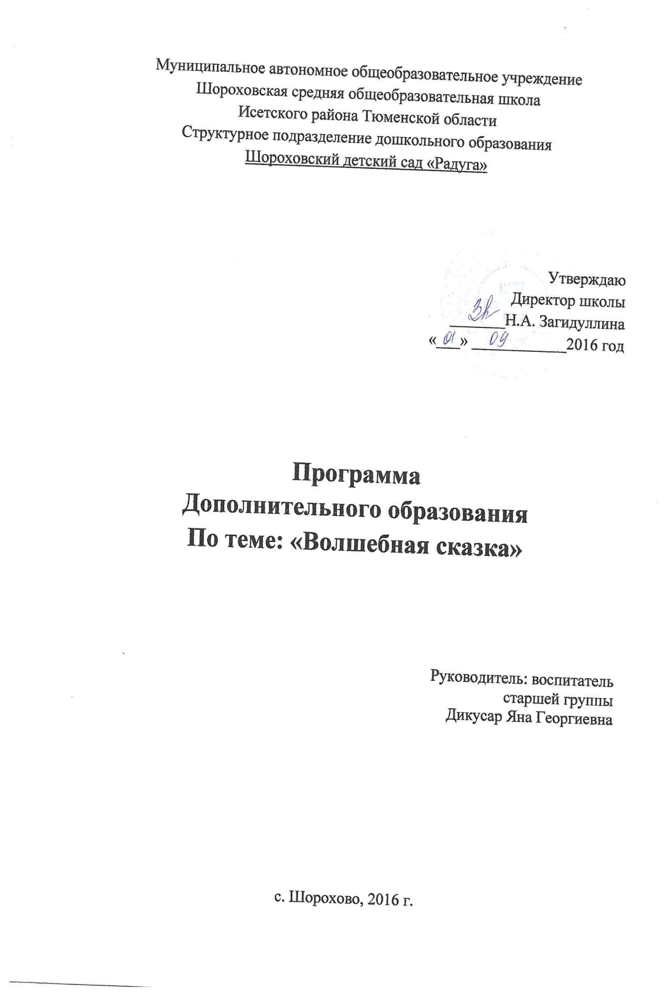 Муниципальное автономное общеобразовательное учреждение
Шороховская средняя общеобразовательная школа
Исетского района Тюменской области
Структурное подразделение дошкольного образования
Шороховский детский сад «Радуга»
Утверждаю
Директор школы
_______Н.А. Загидуллина
«01» 09 2016 год
Программа
Дополнительного образования
По теме: «Волшебная сказка»
Руководитель: воспитатель
старшей группы
Дикусар Яна Георгиевна
с. Шорохово, 2016 г.